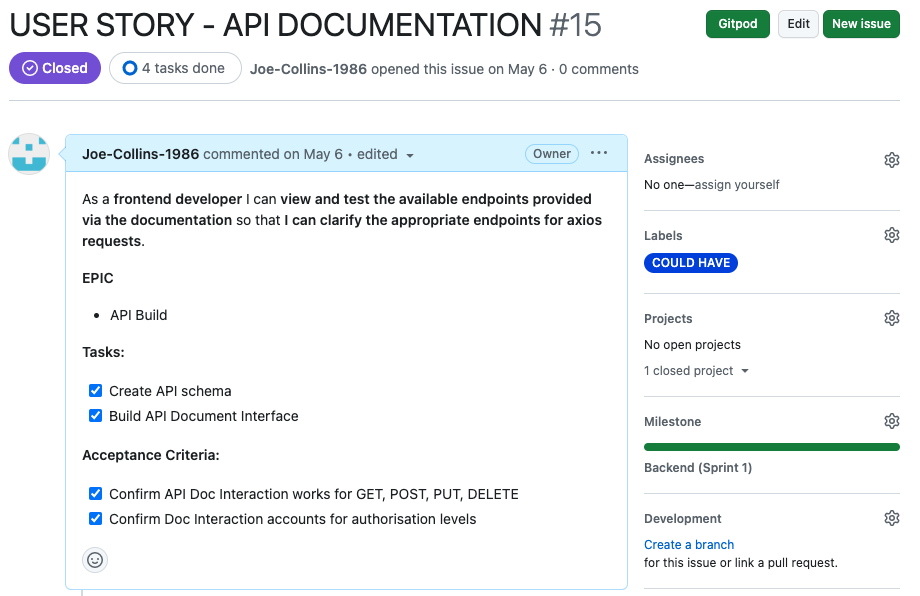 USER STORY - API DOCUMENTATION #15
Gitpod
Edit
New issue
Closed
4 tasks done
Joe-Collins-1986 opened this issue on May 6 · 0 comments
Joe-Collins-1986 commented on May 6 • edited
Owner
As a frontend developer I can view and test the available endpoints provided
via the documentation so that I can clarify the appropriate endpoints for axios
requests.
EPIC
• API Build
Tasks:
Create API schema
Build API Document Interface
Acceptance Criteria:
Confirm API Doc Interaction works for GET, POST, PUT, DELETE
Confirm Doc Interaction accounts for authorisation levels
Assignees
No one—assign yourself
Labels
COULD HAVE
Projects
No open projects
1 closed project
Milestone
Backend (Sprint 1)
Development
Create a branch
for this issue or link a pull request.